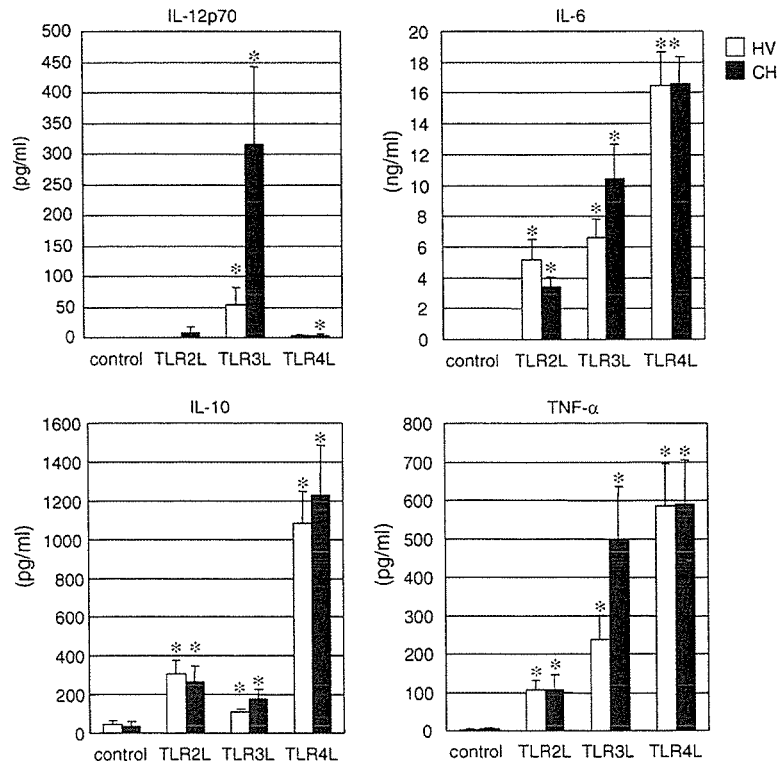 IL-12p70
500
450
400
350
300
250
200
150
100
50
0
(pg/ml)
* * *
control TLR2L TLR3L TLR4L
IL-6
20
18
16
14
12
10
8
6
4
2
0
(ng/ml)
* * * * * *
control TLR2L TLR3L TLR4L
HV
CH
IL-10
1600
1400
1200
1000
800
600
400
200
0
(pg/ml)
* * * * * *
control TLR2L TLR3L TLR4L
TNF-α
800
700
600
500
400
300
200
100
0
(pg/ml)
* * * * * *
control TLR2L TLR3L TLR4L